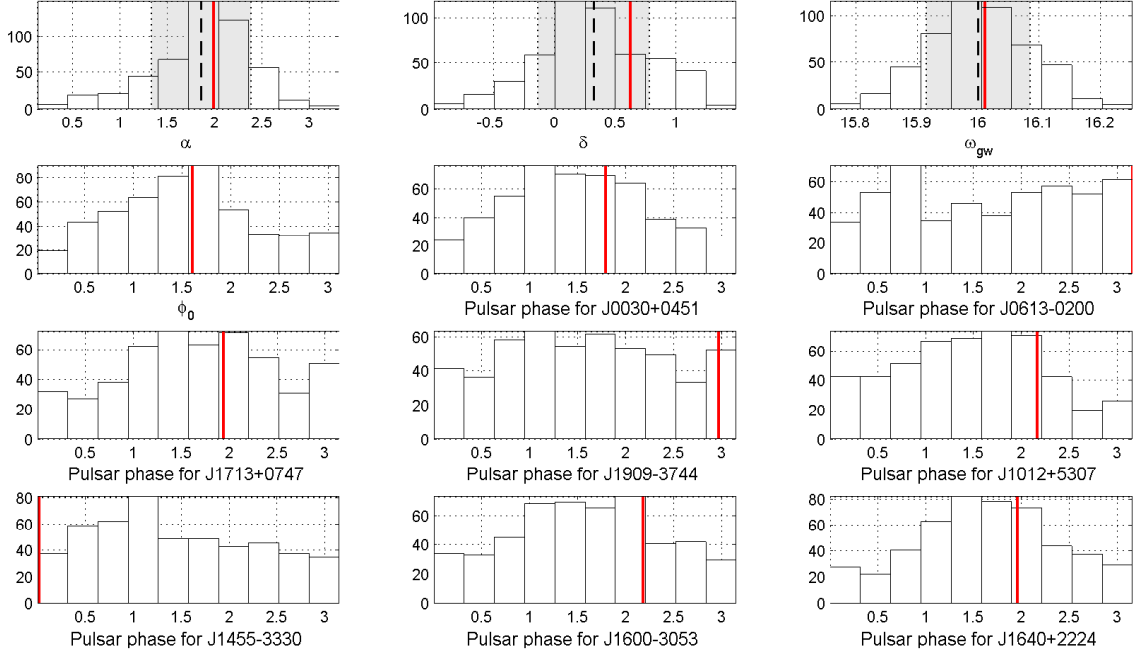 100
50
0
0.5 1 1.5 2 2.5 3
α
100
50
0
-0.5 0 0.5 1
δ
100
50
0
15.8 15.9 16 16.1 16.2
ω_gw
80
60
40
20
0
0.5 1 1.5 2 2.5 3
ϕ_0
60
40
20
0
0.5 1 1.5 2 2.5 3
Pulsar phase for J0030+0451
60
40
20
0
0.5 1 1.5 2 2.5 3
Pulsar phase for J0613-0200
60
40
20
0
0.5 1 1.5 2 2.5 3
Pulsar phase for J1713+0747
60
40
20
0
0.5 1 1.5 2 2.5 3
Pulsar phase for J1909-3744
60
40
20
0
0.5 1 1.5 2 2.5 3
Pulsar phase for J1012+5307
80
60
40
20
0
0.5 1 1.5 2 2.5 3
Pulsar phase for J1455-3330
60
40
20
0
0.5 1 1.5 2 2.5 3
Pulsar phase for J1600-3053
80
60
40
20
0
0.5 1 1.5 2 2.5 3
Pulsar phase for J1640+2224